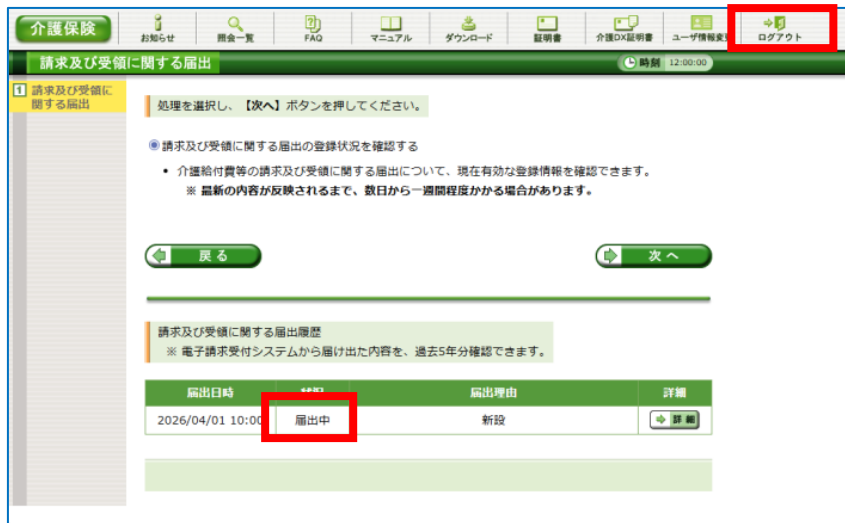 介護保険
お知らせ 照会一覧 FAQ マニュアル ダウンロード 証明書 介護DX証明書 ユーザ情報変更 ログアウト
請求及び受領に関する届出 時刻 12:00:00
1 請求及び受領に
関する届出
処理を選択し、【次へ】ボタンを押してください。
請求及び受領に関する届出の登録状況を確認する
• 介護給付費等の請求及び受領に関する届出について、現在有効な登録情報を確認できます。
※ 最新の内容が反映されるまで、数日から一週間程度かかる場合があります。
戻る 次へ
請求及び受領に関する届出履歴
※ 電子請求受付システムから届け出た内容を、過去5年分確認できます。
届出日時 届出理由 詳細
2026/04/01 10:00 届出中 新設 詳細